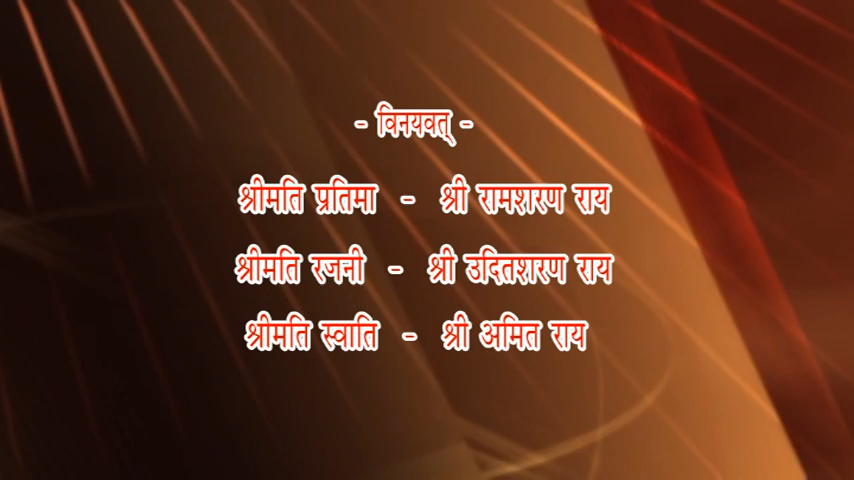 - विनयवत् -
श्रीमति प्रतिमा - श्री रामशरण राय
श्रीमति रजनी - श्री उदितशरण राय
श्रीमति स्वाति - श्री अमित राय